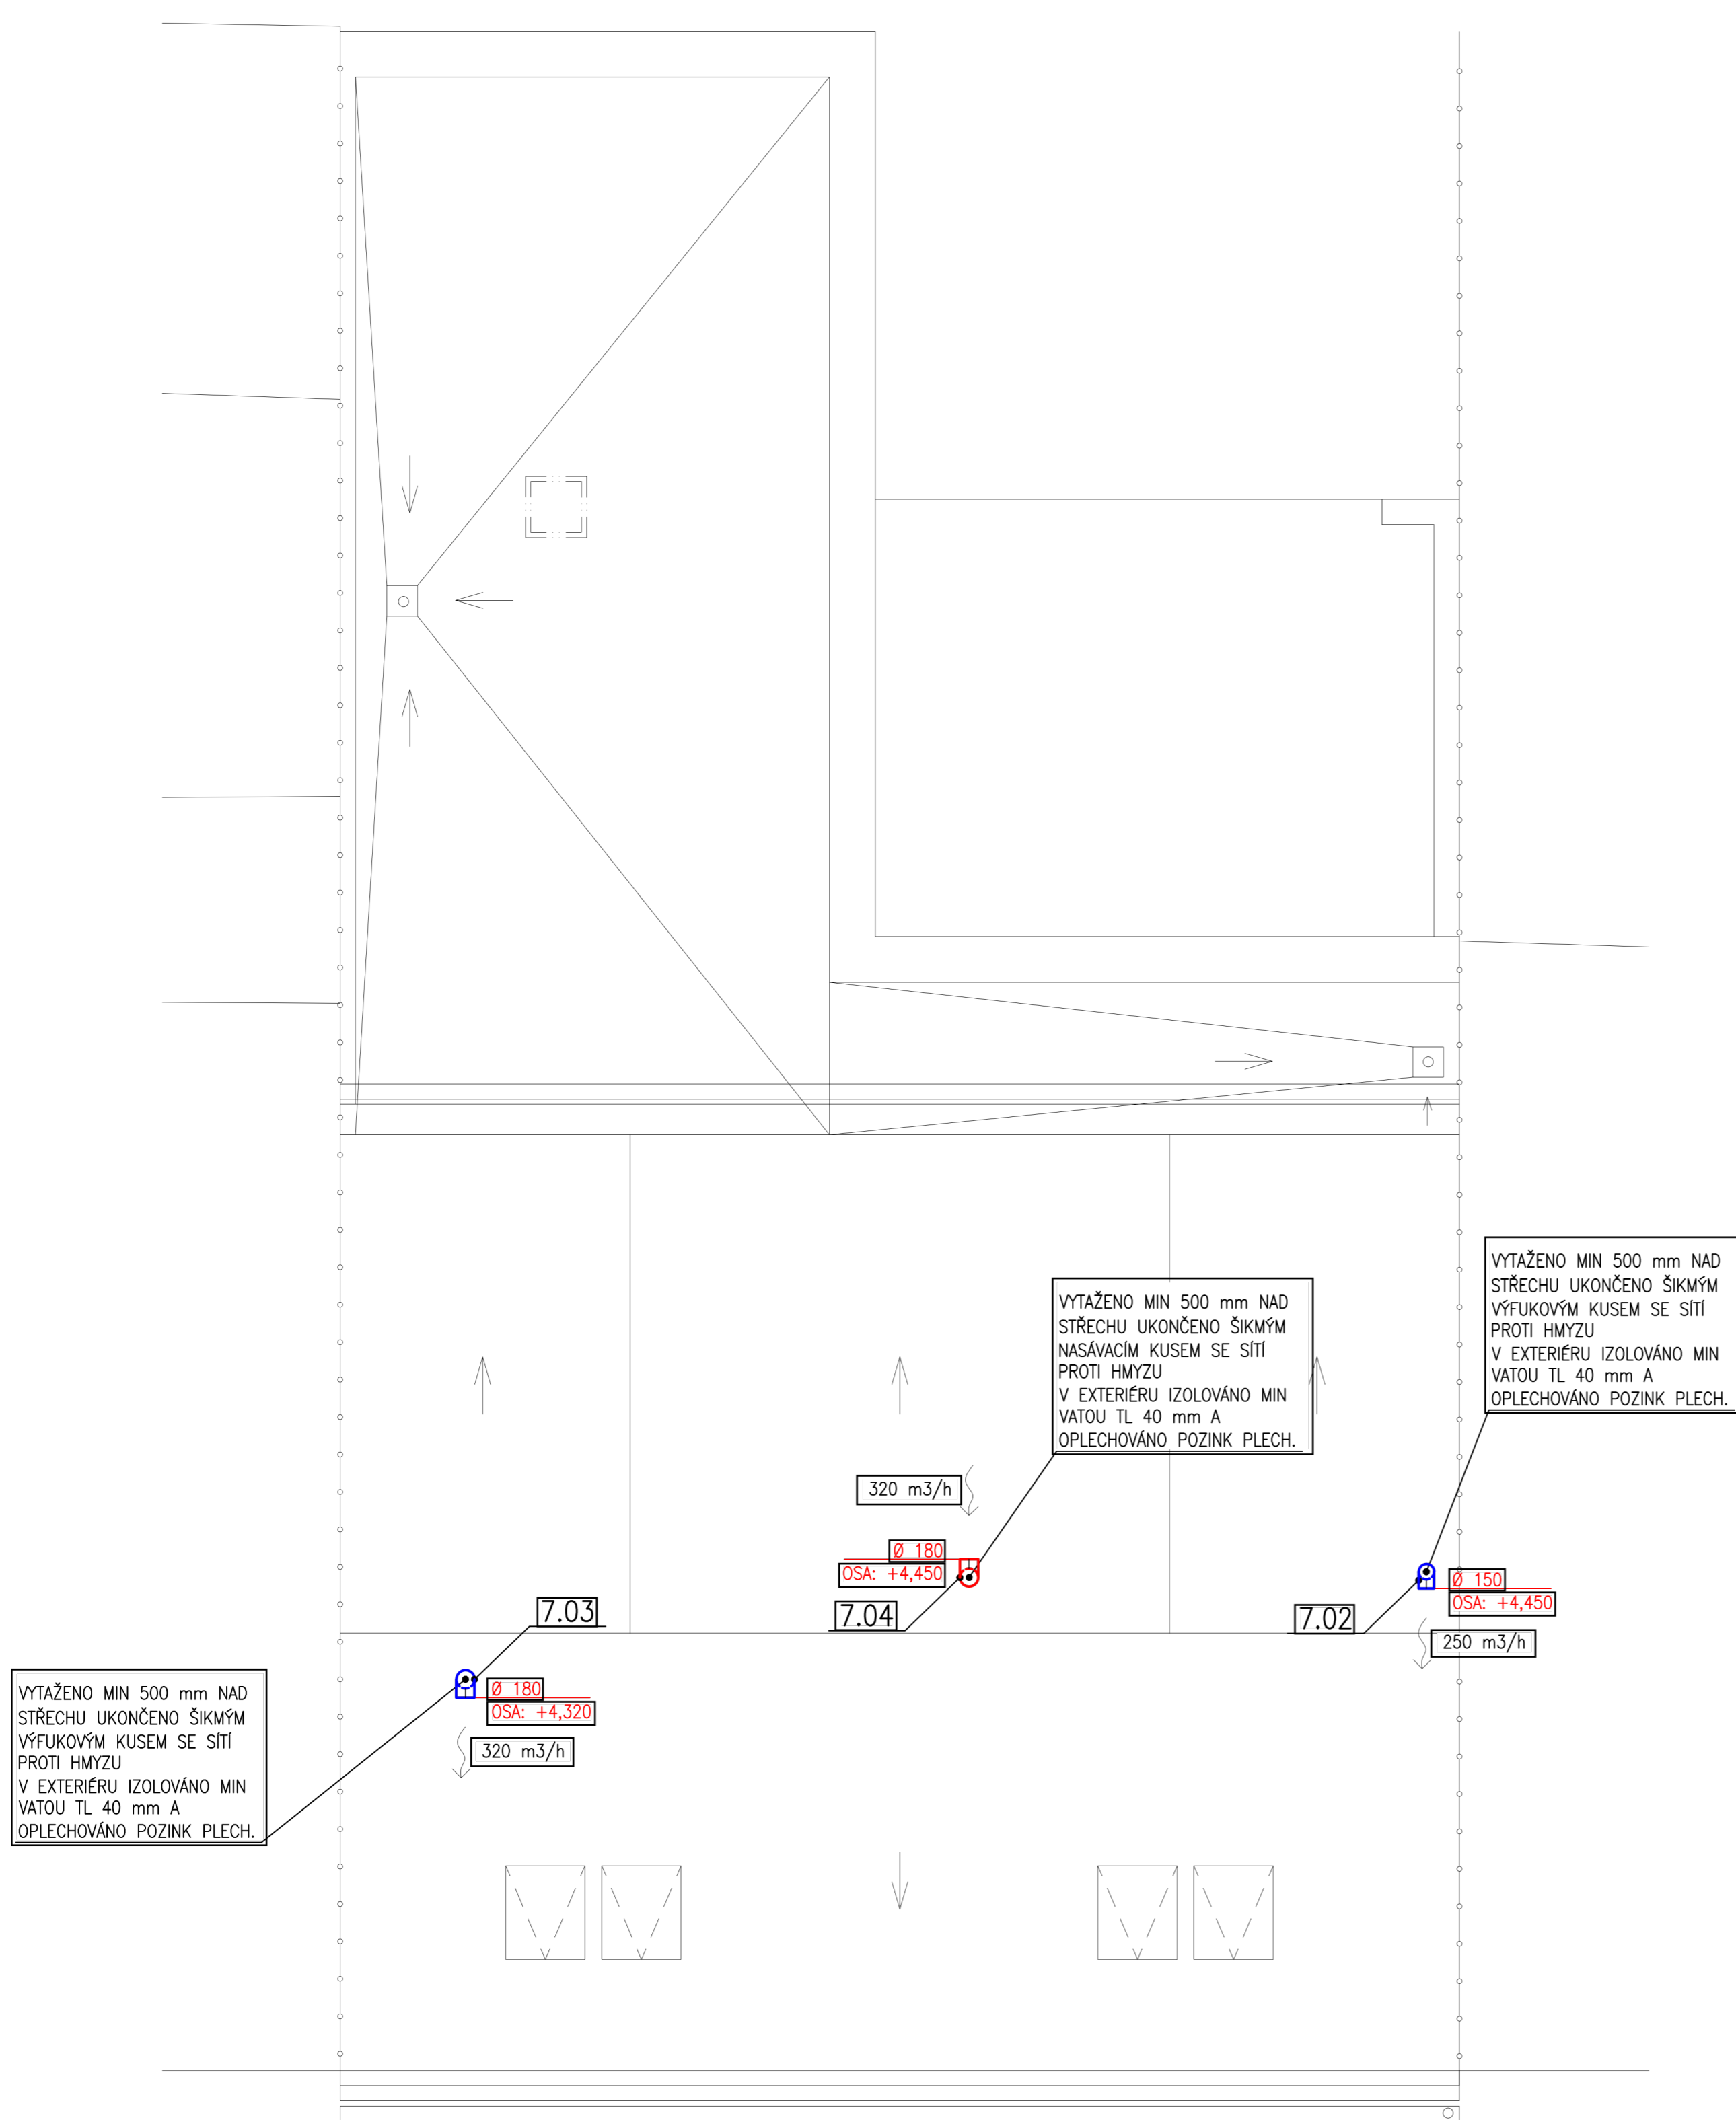 VYTAŽENO MIN 500 mm NAD
STŘECHU UKONČENO ŠIKMÝM
VÝFUKOVÝM KUSEM SE SÍTÍ
PROTI HMYZU
V EXTERIÉRU IZOLOVÁNO MIN
VATOU TL 40 mm A
OPLECHOVÁNO POZINK PLECH.
VYTAŽENO MIN 500 mm NAD
STŘECHU UKONČENO ŠIKMÝM
NASÁVACÍM KUSEM SE SÍTÍ
PROTI HMYZU
V EXTERIÉRU IZOLOVÁNO MIN
VATOU TL 40 mm A
OPLECHOVÁNO POZINK PLECH.
320 m3/h
Ø 180
OSA: +4,450
7.04
7.03
7.02
Ø 150
OSA: +4,450
250 m3/h
Ø 180
OSA: +4,320
320 m3/h
VYTAŽENO MIN 500 mm NAD
STŘECHU UKONČENO ŠIKMÝM
VÝFUKOVÝM KUSEM SE SÍTÍ
PROTI HMYZU
V EXTERIÉRU IZOLOVÁNO MIN
VATOU TL 40 mm A
OPLECHOVÁNO POZINK PLECH.